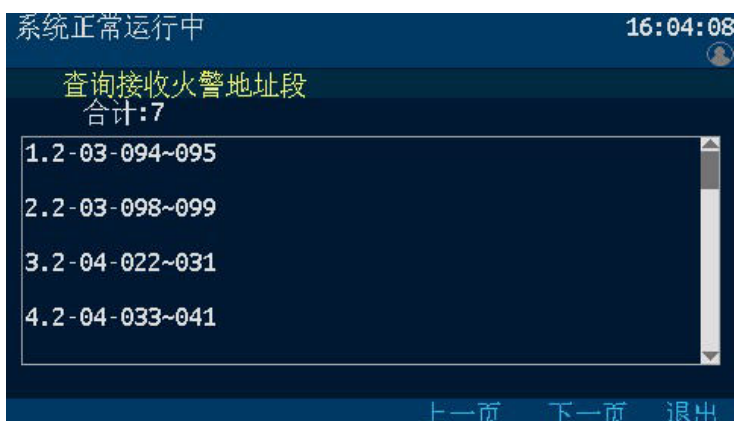 系统正常运行中 16:04:08
查询接收火警地址段
合计:7
1.2-03-094~095
2.2-03-098~099
3.2-04-022~031
4.2-04-033~041
上一页 下一页 退出